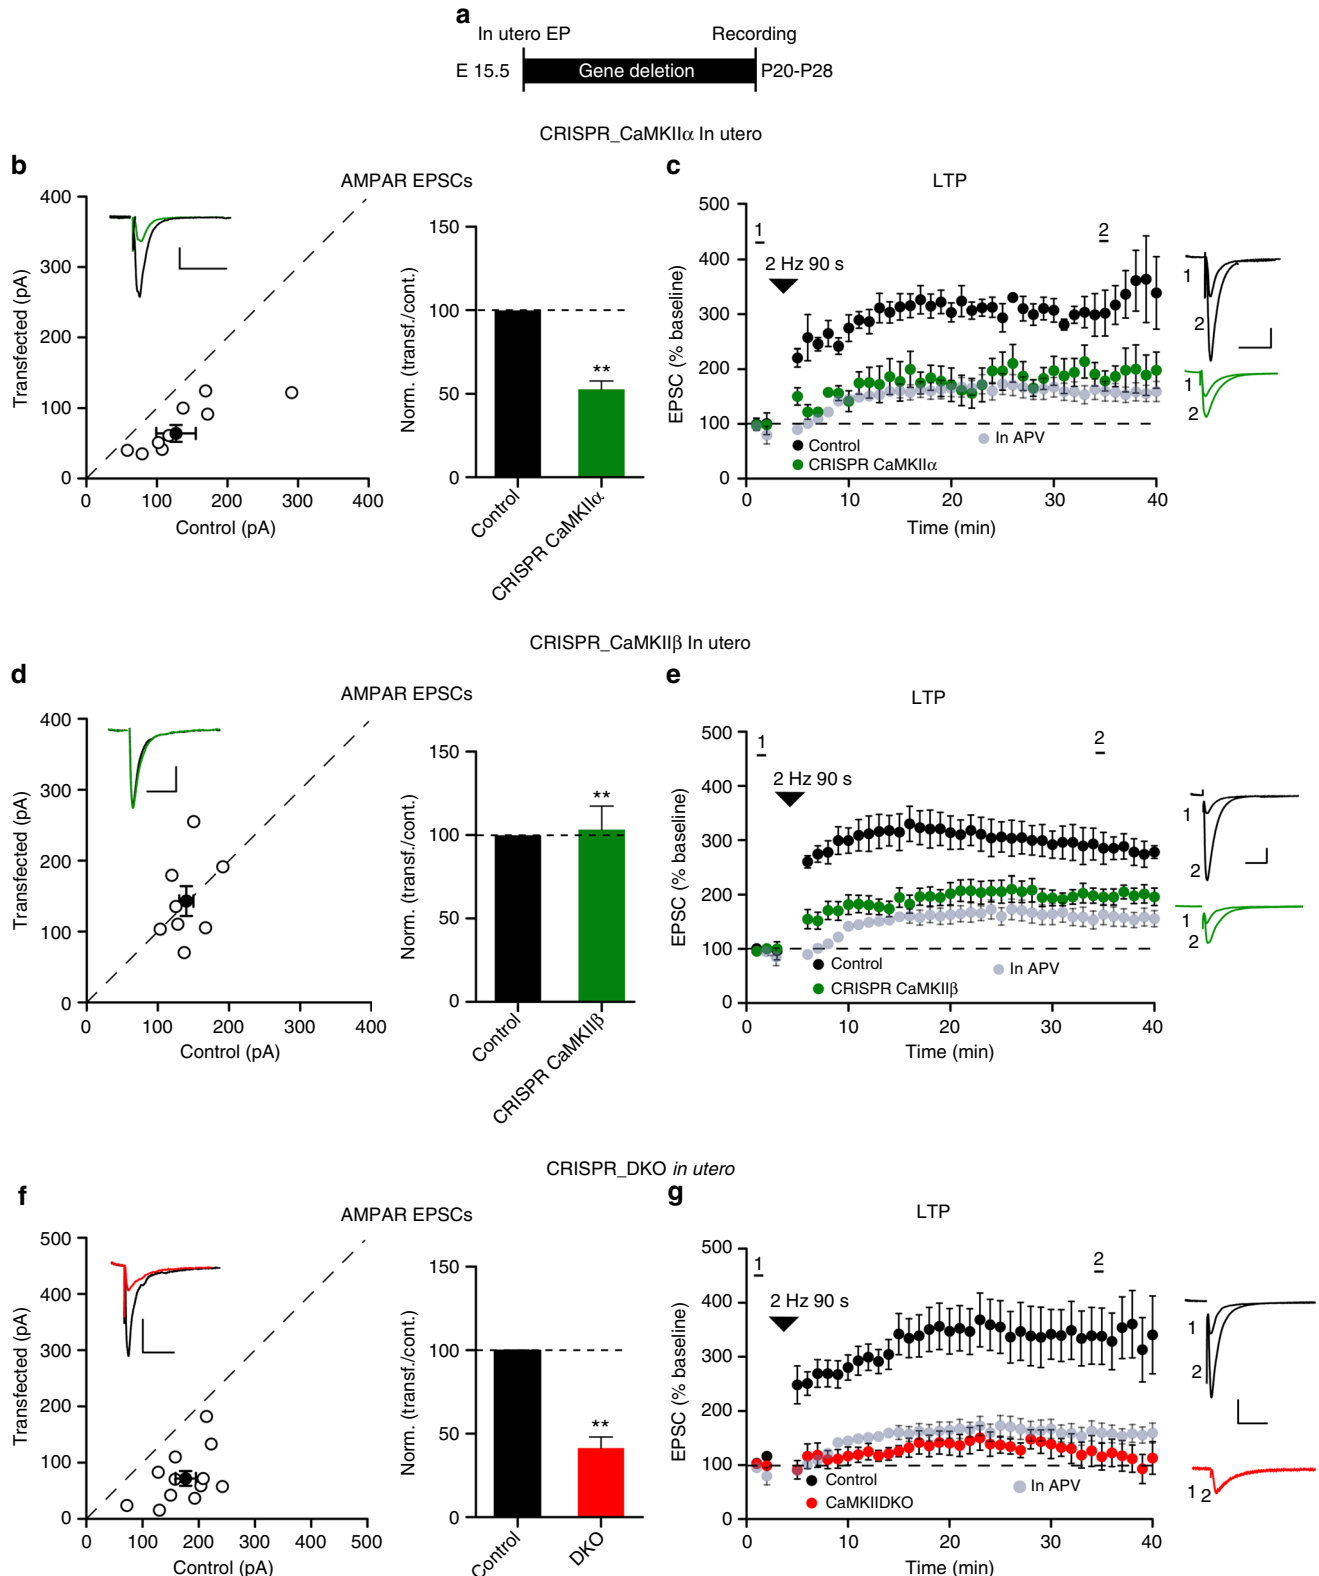 a
In utero EP
Recording
E 15.5
Gene deletion
P20-P28
CRISPR_CaMKIIα In utero
b
AMPAR EPSCs
400
300
200
100
0
Transfected (pA)
0 100 200 300 400
Control (pA)
150
100
50
0
Norm. (transf./cont.)
**
Control
CRISPR CaMKIIα
c
LTP
500
400
300
200
100
0
EPSC (% baseline)
1
2
2 Hz 90 s
Control
CRISPR CaMKIIα
In APV
0 10 20 30 40
Time (min)
1
2
1
2
CRISPR_CaMKIIβ In utero
d
AMPAR EPSCs
400
300
200
100
0
Transfected (pA)
0 100 200 300 400
Control (pA)
150
100
50
0
Norm. (transf./cont.)
**
Control
CRISPR CaMKIIβ
e
LTP
500
400
300
200
100
0
EPSC (% baseline)
1
2
2 Hz 90 s
Control
CRISPR CaMKIIβ
In APV
0 10 20 30 40
Time (min)
1
2
1
2
CRISPR_DKO in utero
f
AMPAR EPSCs
500
400
300
200
100
0
Transfected (pA)
0 100 200 300 400 500
Control (pA)
150
100
50
0
Norm. (transf./cont.)
**
Control
DKO
g
LTP
500
400
300
200
100
0
EPSC (% baseline)
1
2
2 Hz 90 s
Control
CaMKIIDKO
In APV
0 10 20 30 40
Time (min)
1
2
1 2